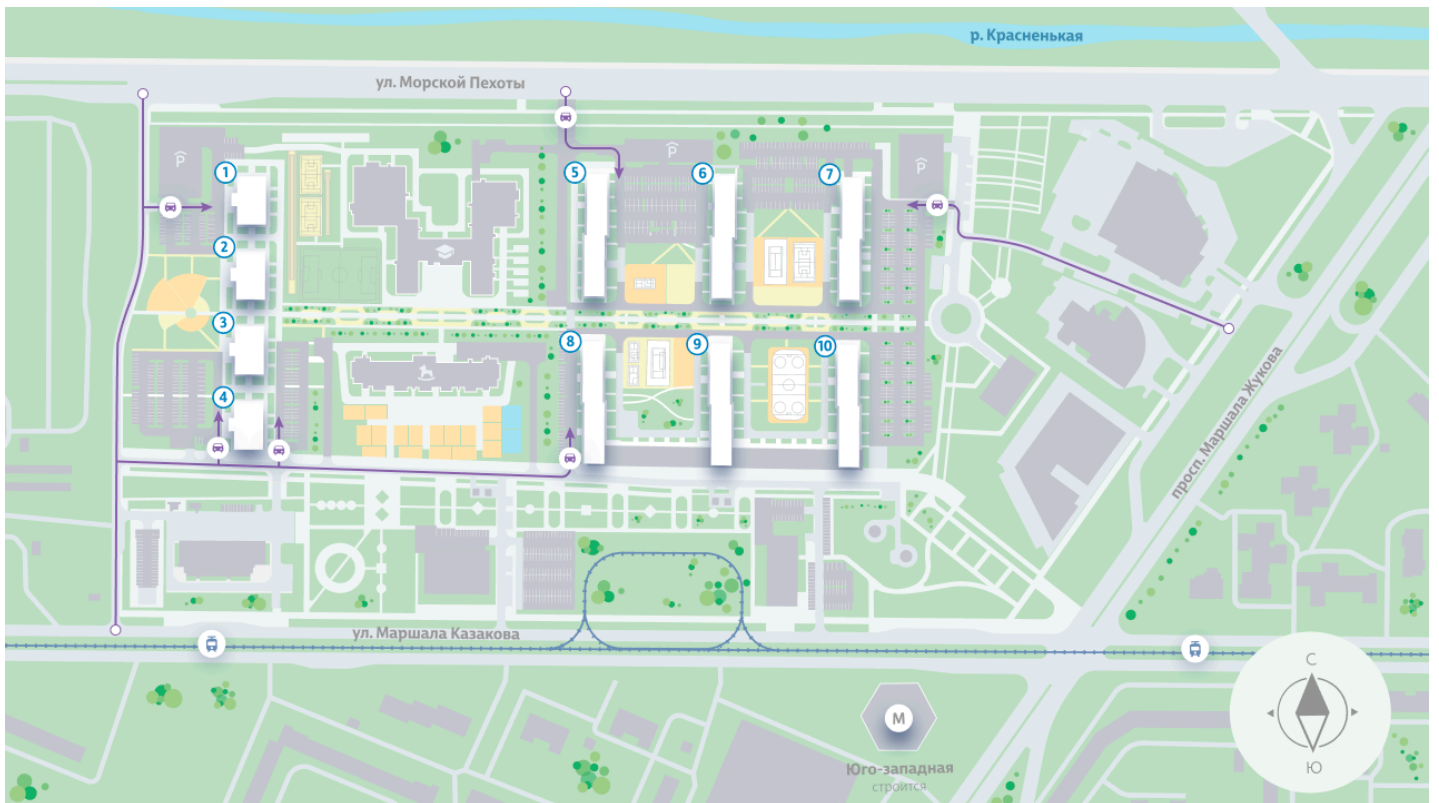 р. Красненькая
ул. Морской Пехоты
P
P
P
1
5
6
7
2
3
8
9
10
4
просп. Маршала Жукова
ул. Маршала Казакова
С
М
Юго-западная
строится
Ю